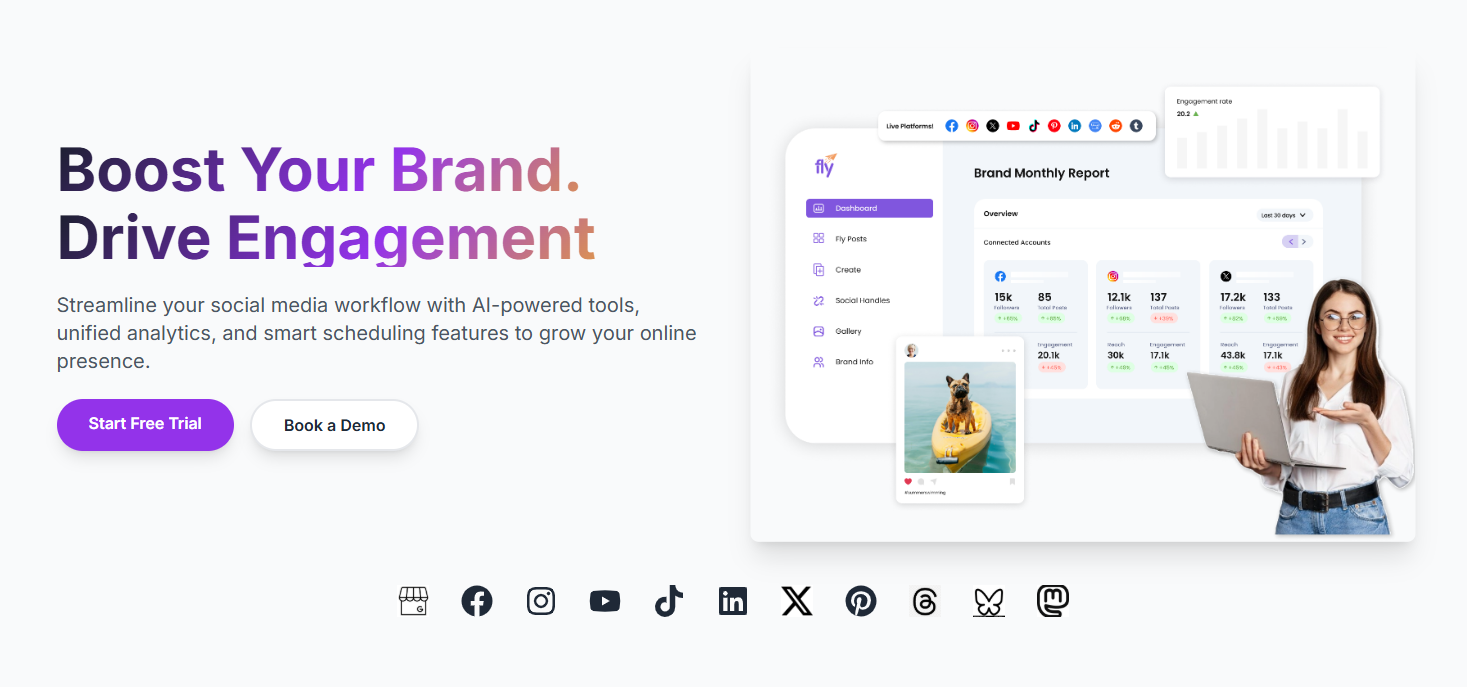 Boost Your Brand.
Drive Engagement
Streamline your social media workflow with AI-powered tools,
unified analytics, and smart scheduling features to grow your online
presence.
Start Free Trial
Book a Demo
Live Platforms!
Engagement rate
20.2
fly
Dashboard
Fly Posts
Create
Social Handles
Gallery
Brand Info
Brand Monthly Report
Overview
Last 30 days
Connected Accounts
15k 85
Followers Total Posts
12.1k 137
Followers Total Posts
17.2k 133
Followers Total Posts
Engagement
20.1k
Reach Engagement
30k 17.1k
Reach Engagement
43.8k 17.1k